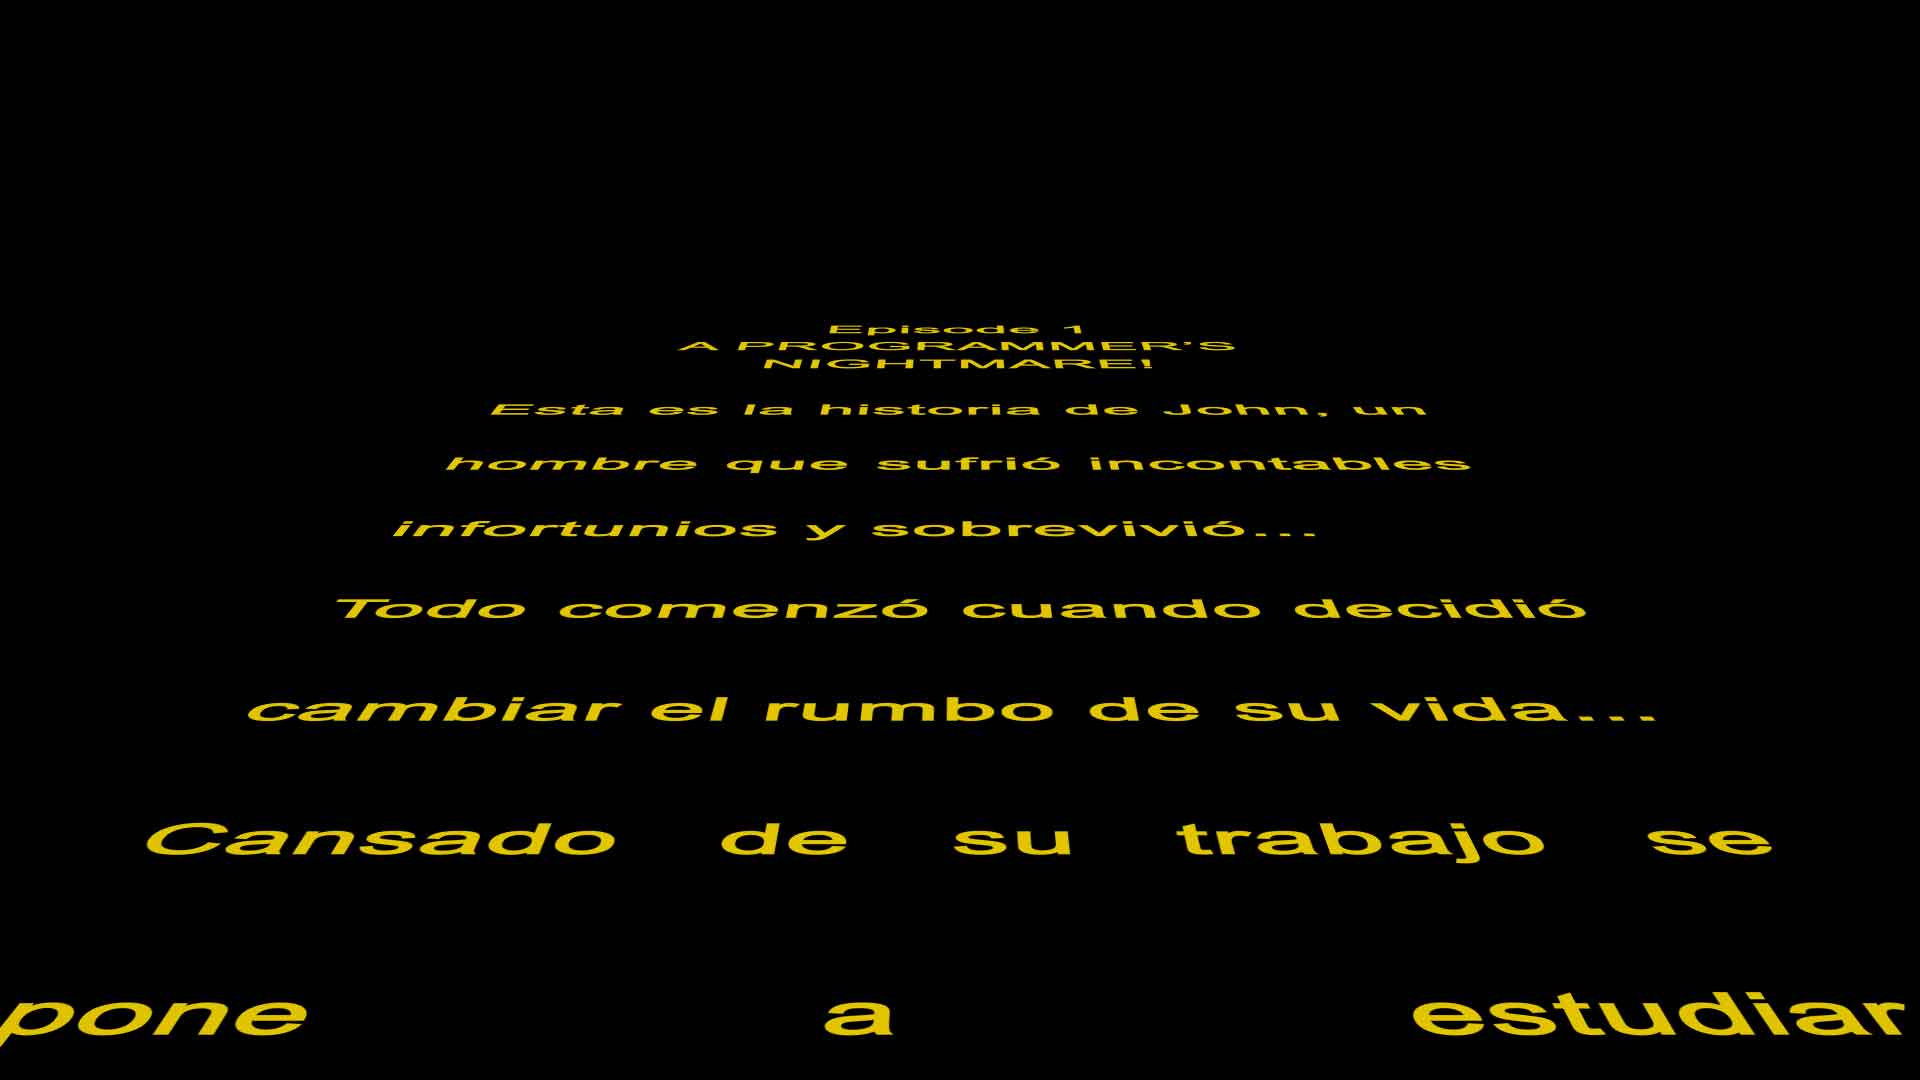 Episode 1
A PROGRAMMER'S
NIGHTMARE!
Esta es la historia de John, un
hombre que sufrió incontables
infortunios y sobrevivió...
Todo comenzó cuando decidió
cambiar el rumbo de su vida...
Cansado de su trabajo se
pone a estudiar